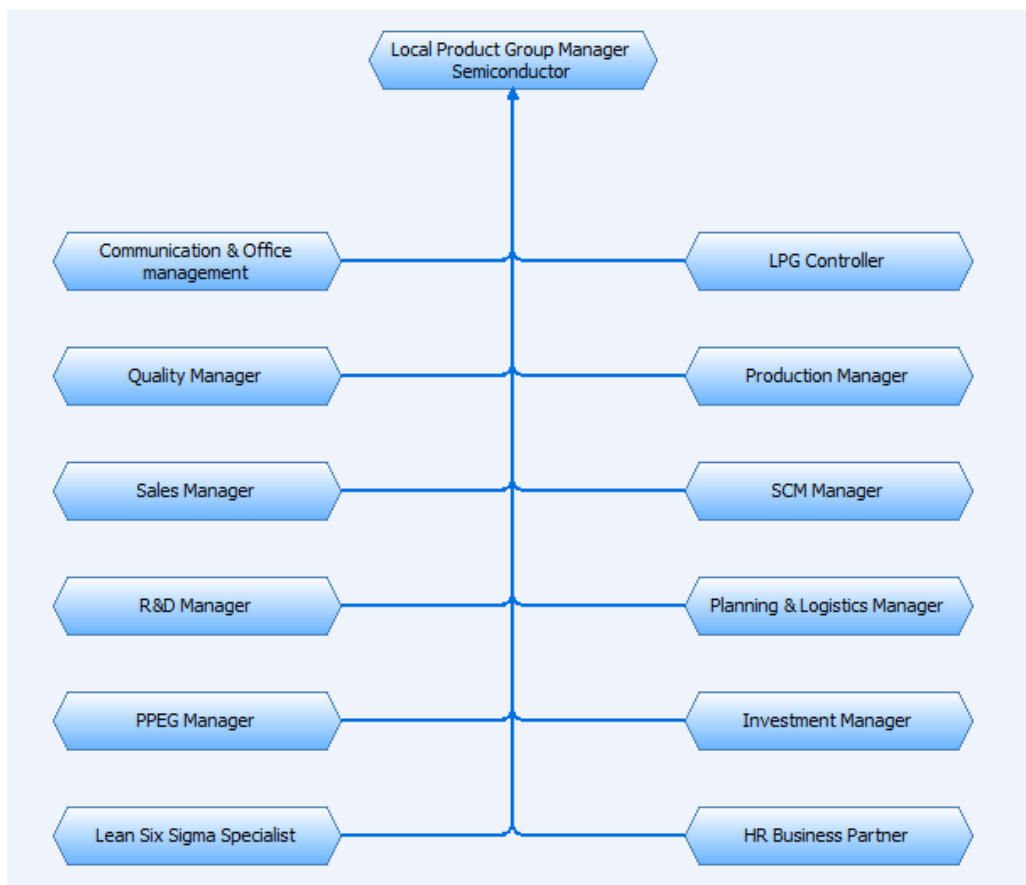 Local Product Group Manager
Semiconductor
Communication & Office
management
LPG Controller
Quality Manager
Production Manager
Sales Manager
SCM Manager
R&D Manager
Planning & Logistics Manager
PPEG Manager
Investment Manager
Lean Six Sigma Specialist
HR Business Partner